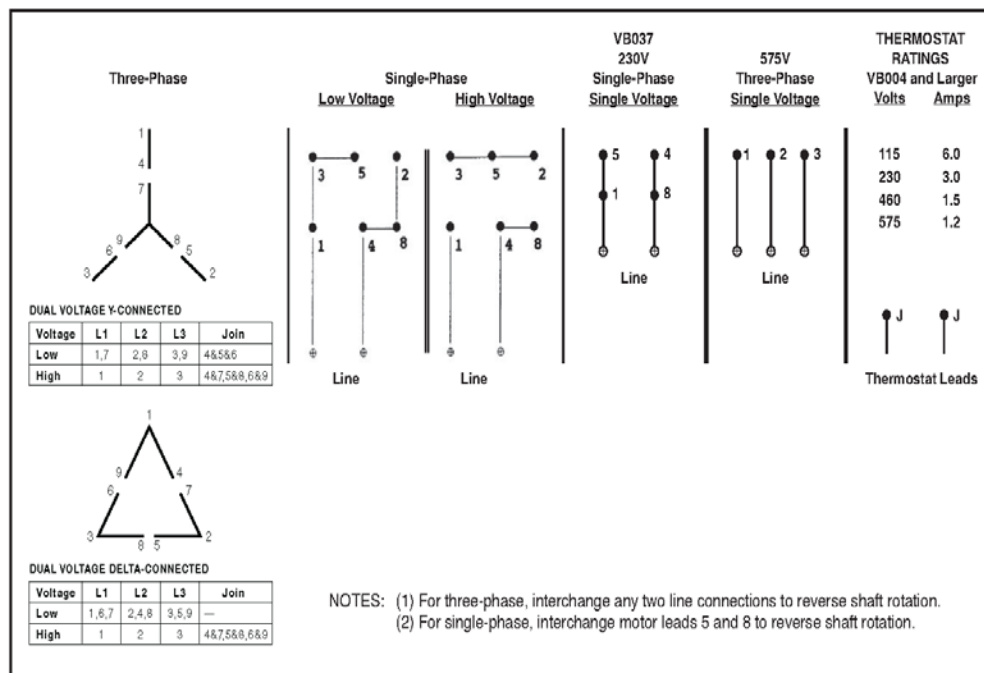 Three-Phase
1
4
7
9
6
3
8
5
2
DUAL VOLTAGE Y-CONNECTED
Voltage L1 L2 L3 Join
Low 1,7 2,8 3,9 4&5&6
High 1 2 3 4&7,5&8,6&9
1
9
6
3
4
7
2
8 5
DUAL VOLTAGE DELTA-CONNECTED
Voltage L1 L2 L3 Join
Low 1,6,7 2,4,8 3,5,9 —
High 1 2 3 4&7,5&8,6&9
Single-Phase
Low Voltage
3 5 2
1 4 8
Line
High Voltage
3 5 2
1 4 8
Line
VB037
230V
Single-Phase
Single Voltage
5 4
1 8
Line
575V
Three-Phase
Single Voltage
1 2 3
Line
THERMOSTAT
RATINGS
VB004 and Larger
Volts Amps
115 6.0
230 3.0
460 1.5
575 1.2
J J
Thermostat Leads
NOTES: (1) For three-phase, interchange any two line connections to reverse shaft rotation.
(2) For single-phase, interchange motor leads 5 and 8 to reverse shaft rotation.